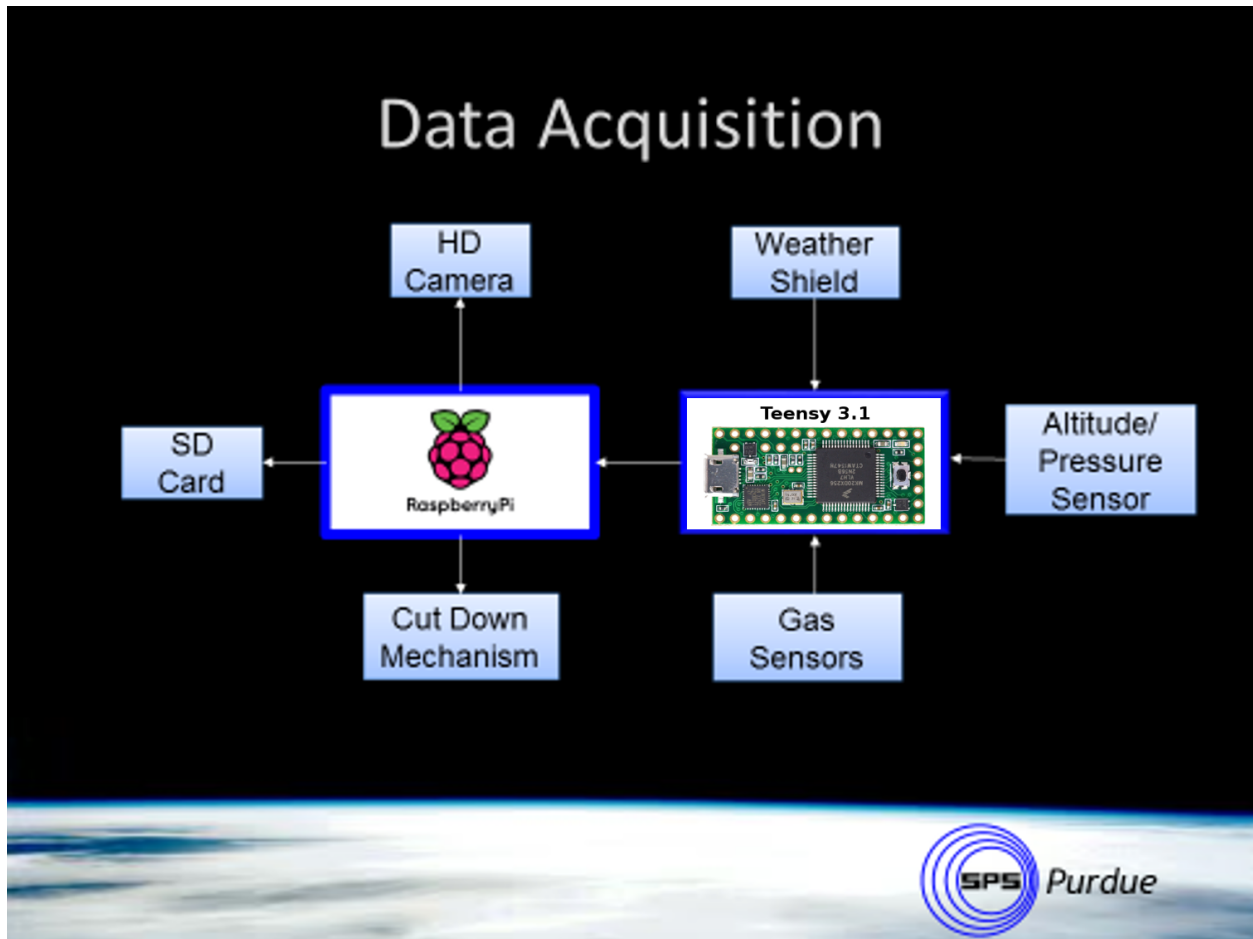 Data Acquisition
HD
Camera
Weather
Shield
SD
Card
RaspberryPi
Teensy 3.1
Altitude/
Pressure
Sensor
Cut Down
Mechanism
Gas
Sensors
SPS Purdue